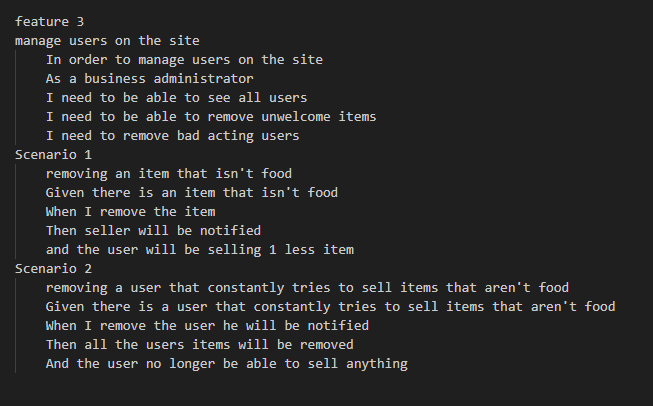 feature 3
manage users on the site
In order to manage users on the site
As a business administrator
I need to be able to see all users
I need to be able to remove unwelcome items
I need to remove bad acting users
Scenario 1
removing an item that isn't food
Given there is an item that isn't food
When I remove the item
Then seller will be notified
and the user will be selling 1 less item
Scenario 2
removing a user that constantly tries to sell items that aren't food
Given there is a user that constantly tries to sell items that aren't food
When I remove the user he will be notified
Then all the users items will be removed
And the user no longer be able to sell anything